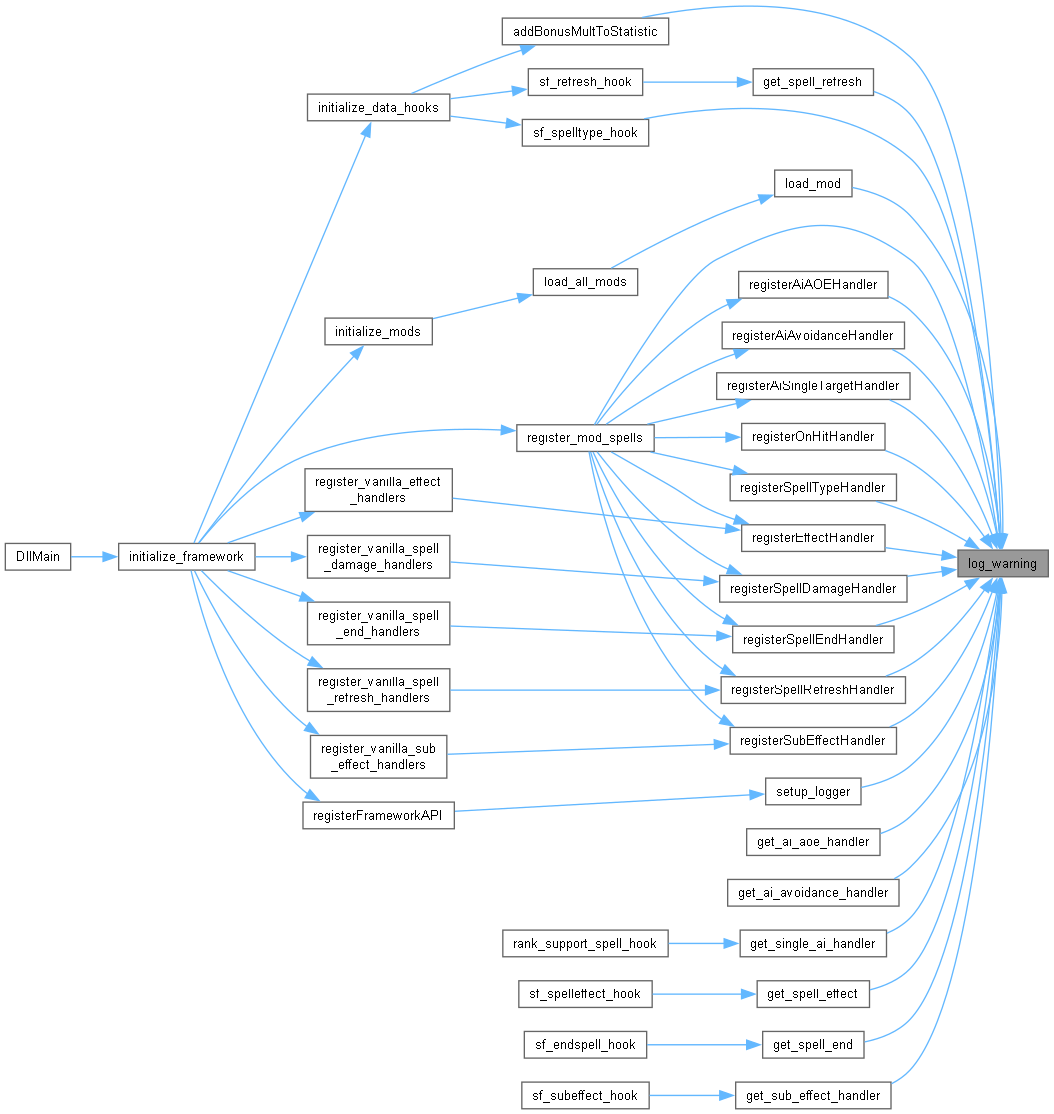 addBonusMultToStatistic
sf_refresh_hook
get_spell_refresh
initialize_data_hooks
sf_spelltype_hook
load_mod
load_all_mods
registerAiAOEHandler
initialize_mods
registerAiAvoidanceHandler
registerAiSingleTargetHandler
register_mod_spells
registerOnHitHandler
register_vanilla_effect
_handlers
registerSpellTypeHandler
registerEffectHandler
DllMain
initialize_framework
register_vanilla_spell
_damage_handlers
log_warning
registerSpellDamageHandler
register_vanilla_spell
_end_handlers
registerSpellEndHandler
register_vanilla_spell
_refresh_handlers
registerSpellRefreshHandler
register_vanilla_sub
_effect_handlers
registerSubEffectHandler
setup_logger
registerFrameworkAPI
get_ai_aoe_handler
get_ai_avoidance_handler
rank_support_spell_hook
get_single_ai_handler
sf_spelleffect_hook
get_spell_effect
sf_endspell_hook
get_spell_end
sf_subeffect_hook
get_sub_effect_handler